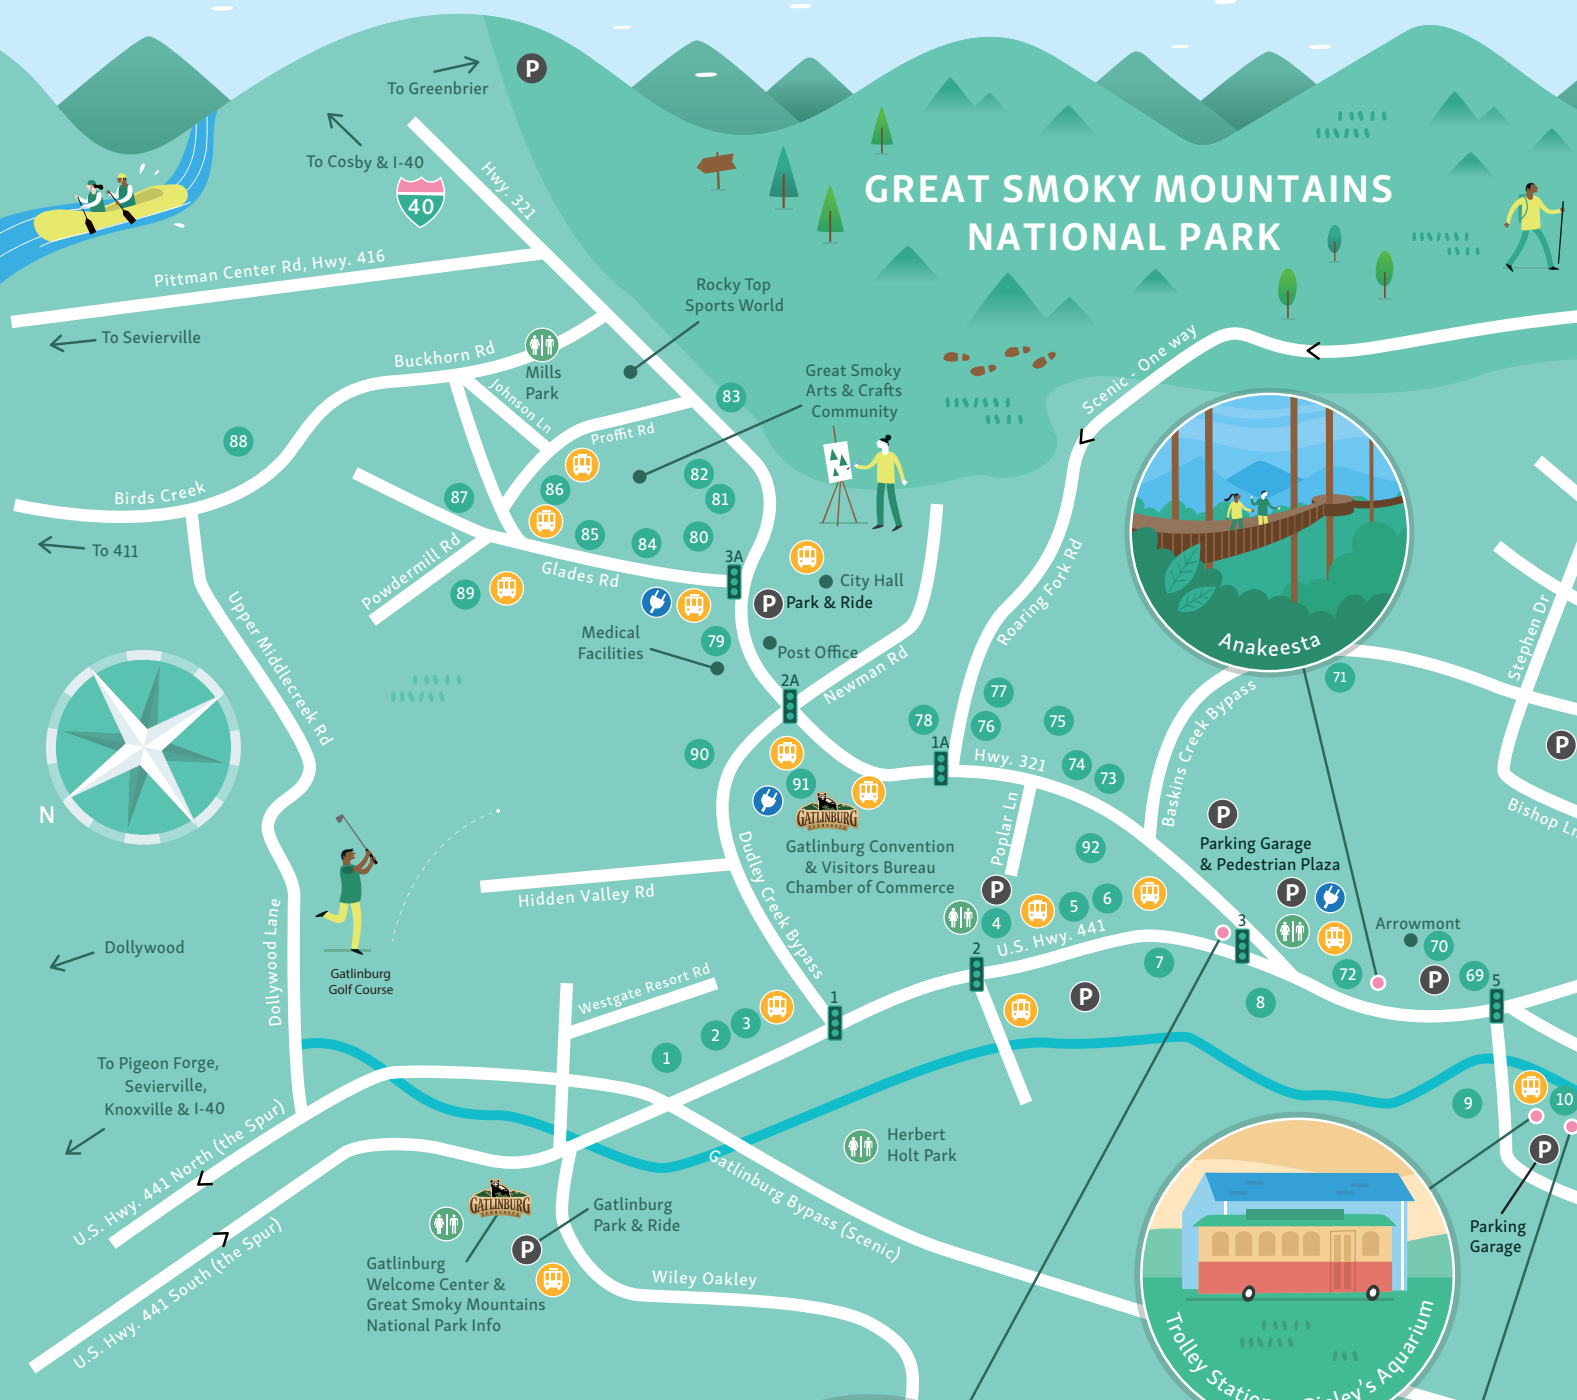 To Greenbrier
P
To Cosby & I-40
40
Hwy. 321
GREAT SMOKY MOUNTAINS
NATIONAL PARK
Pittman Center Rd, Hwy. 416
To Sevierville
Rocky Top
Sports World
Buckhorn Rd
Mills
Park
Johnson Ln
Proffit Rd
83
Great Smoky
Arts & Crafts
Community
Scenic - One way
88
Birds Creek
To 411
87
86
82
81
85
84
80
3A
Powdermill Rd
Glades Rd
89
City Hall
P
Park & Ride
79
Medical
Facilities
Post Office
2A
Newman Rd
Roaring Fork Rd
Anakeesta
71
Stephen Dr
P
Bishop Ln
Upper Middlecreek Rd
N
90
91
GATLINBURG
TENNESSEE
Gatlinburg Convention
& Visitors Bureau
Chamber of Commerce
78
77
76
75
1A
Hwy. 321
74
73
Baskins Creek Bypass
Poplar Ln
92
P
Parking Garage
& Pedestrian Plaza
P
Dudley Creek Bypass
Hidden Valley Rd
Gatlinburg
Golf Course
Dollywood Lane
Dollywood
P
4
5
6
U.S. Hwy. 441
2
7
3
8
P
Arrowmont
70
72
P
69
5
Westgate Resort Rd
1
2
3
1
To Pigeon Forge,
Sevierville,
Knoxville & I-40
U.S. Hwy. 441 North (the Spur)
U.S. Hwy. 441 South (the Spur)
9
10
P
Parking
Garage
Herbert
Holt Park
Gatlinburg Bypass (Scenic)
GATLINBURG
TENNESSEE
Gatlinburg
Park & Ride
P
Gatlinburg
Welcome Center &
Great Smoky Mountains
National Park Info
Wiley Oakley
Trolley Station
Ripley's Aquarium